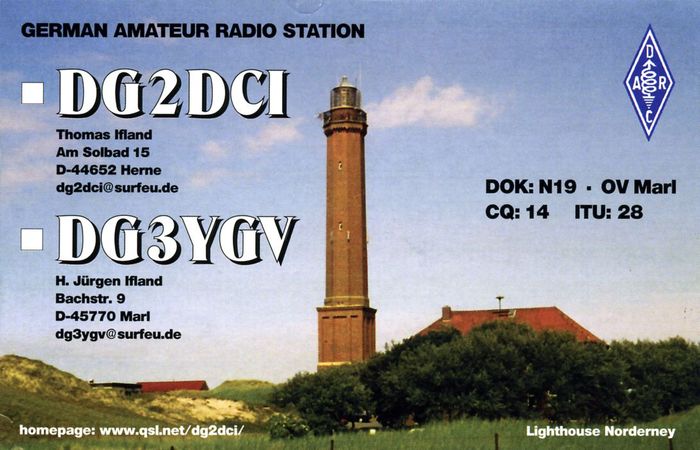 GERMAN AMATEUR RADIO STATION
DG2DCI
Thomas Ifland
Am Solbad 15
D-44652 Herne
dg2dci@surfeu.de
DG3YGV
H. Jürgen Ifland
Bachstr. 9
D-45770 Marl
dg3ygv@surfeu.de
D
A R
C
DOK: N19 - OV Marl
CQ: 14 ITU: 28
homepage: www.qsl.net/dg2dci/
Lighthouse Norderney